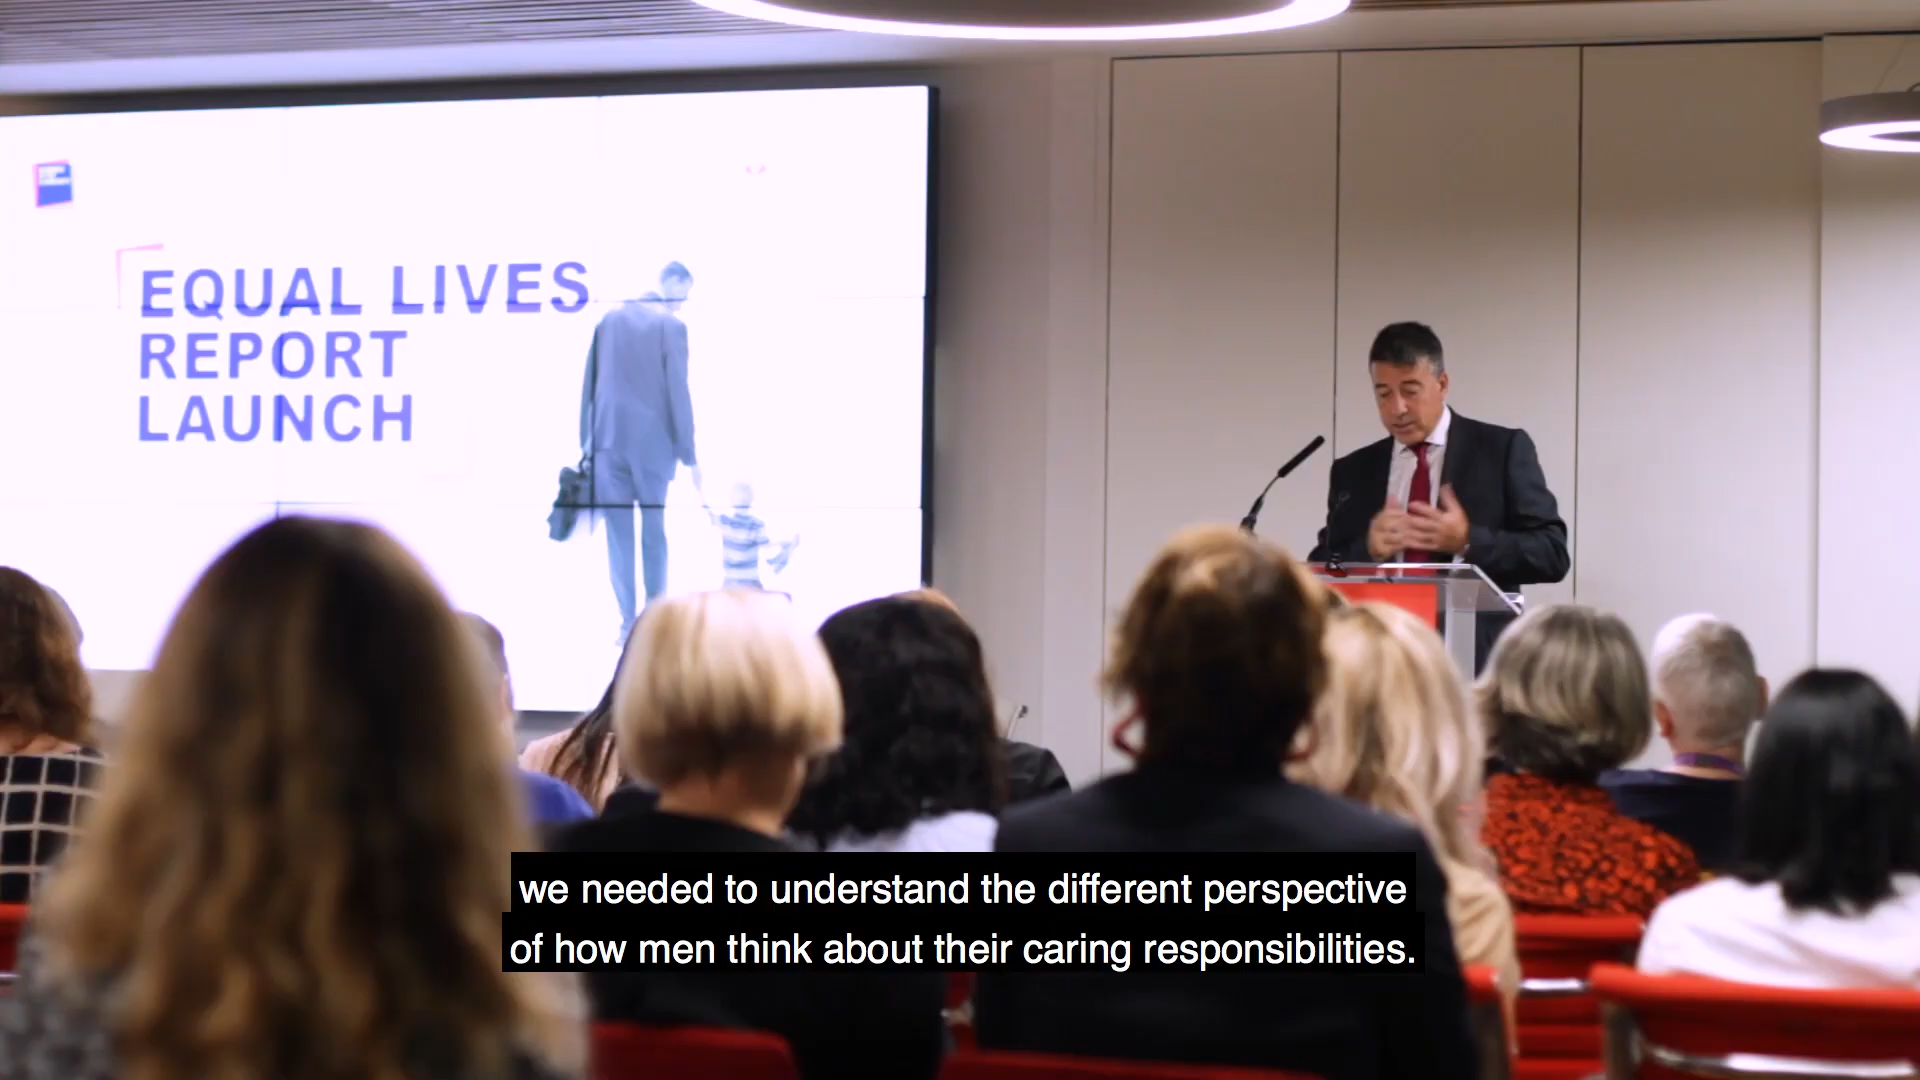 EQUAL LIVES
REPORT
LAUNCH
we needed to understand the different perspective
of how men think about their caring responsibilities.